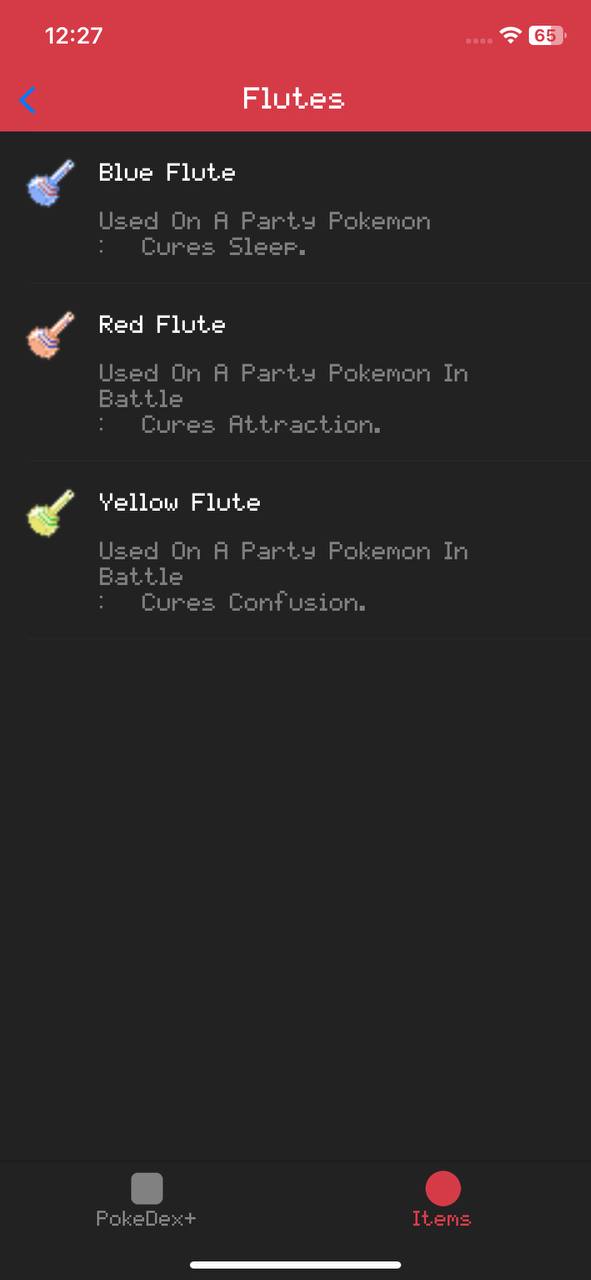 12:27
65
Flutes
Blue Flute
Used On A Party Pokemon
:   Cures Sleep.
Red Flute
Used On A Party Pokemon In
Battle
:   Cures Attraction.
Yellow Flute
Used On A Party Pokemon In
Battle
:   Cures Confusion.
PokeDex+
Items